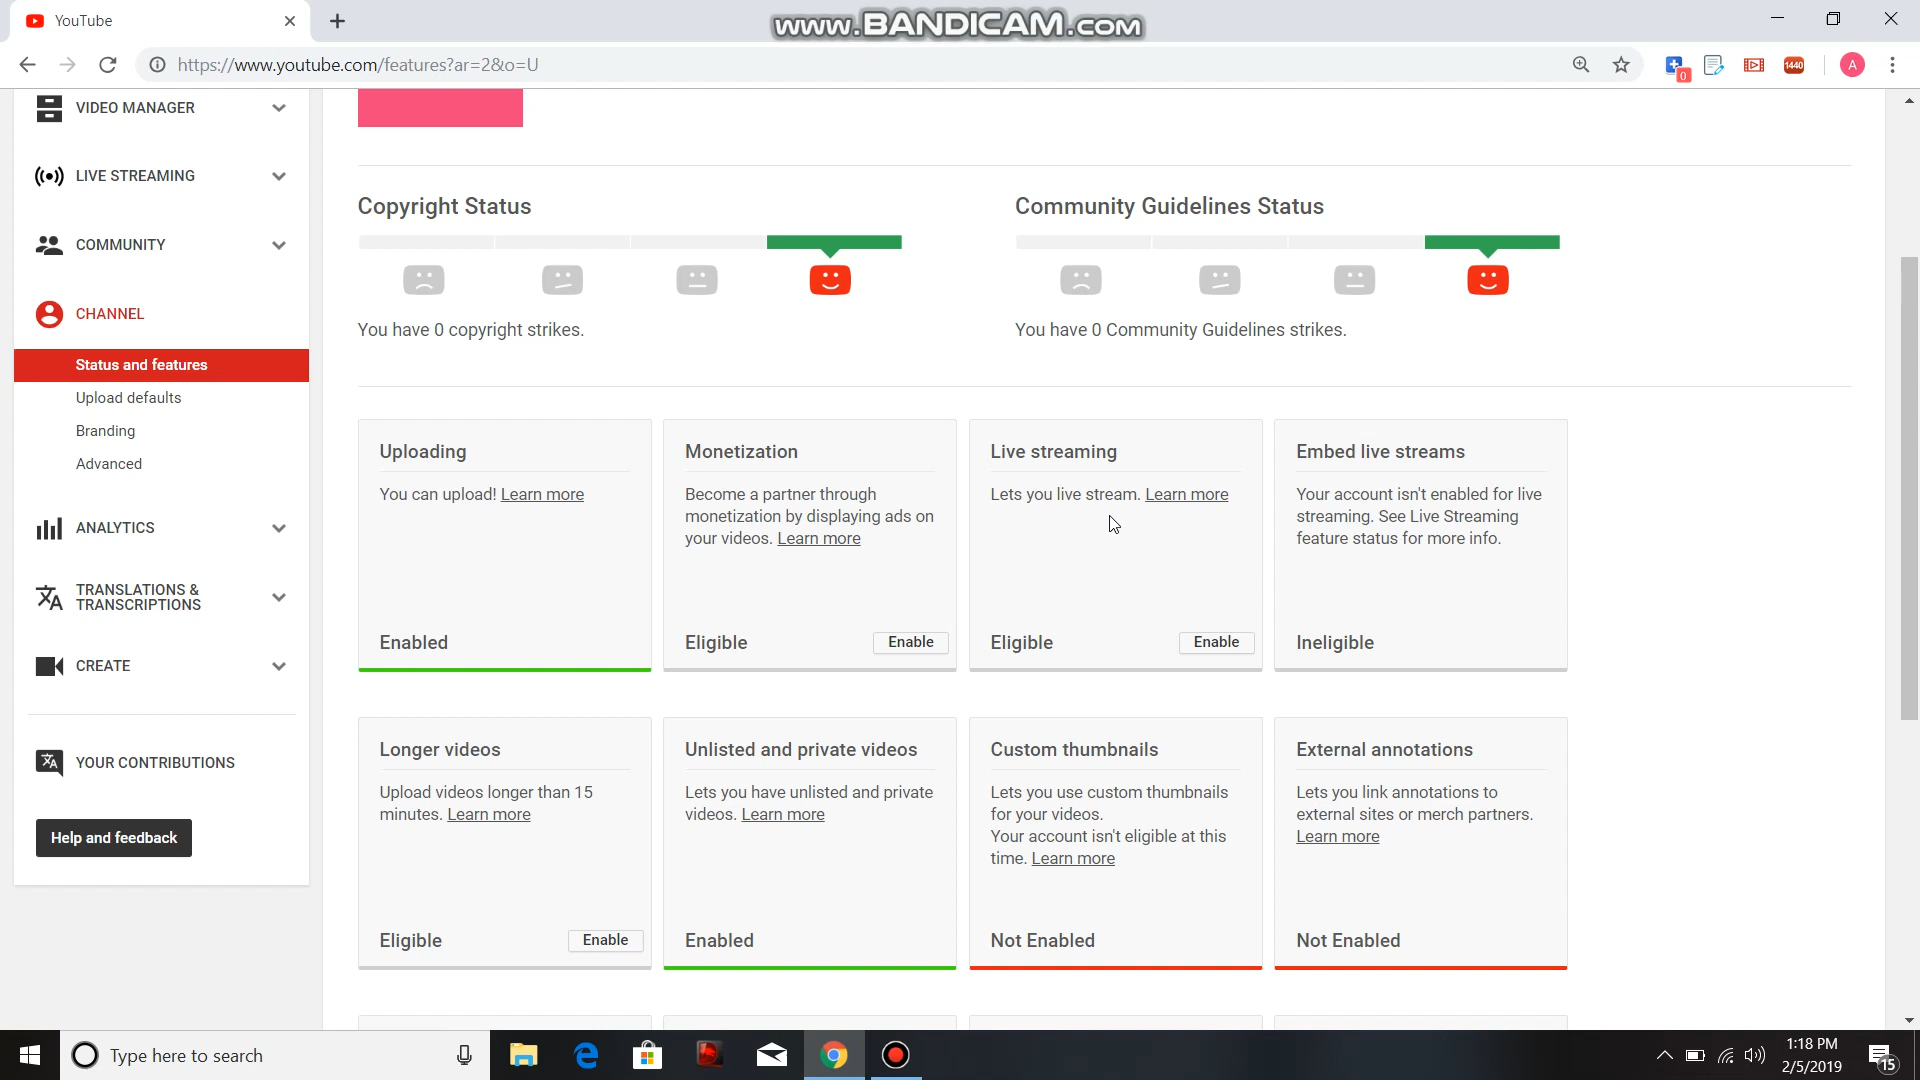 YouTube
www.BANDICAM.com
https://www.youtube.com/features?ar=2&o=U
0
1440
A
VIDEO MANAGER
LIVE STREAMING
COMMUNITY
CHANNEL
Status and features
Upload defaults
Branding
Advanced
ANALYTICS
TRANSLATIONS &
TRANSCRIPTIONS
CREATE
YOUR CONTRIBUTIONS
Help and feedback
Copyright Status
You have 0 copyright strikes.
Community Guidelines Status
You have 0 Community Guidelines strikes.
Uploading
You can upload! Learn more
Enabled
Monetization
Become a partner through
monetization by displaying ads on
your videos. Learn more
Eligible
Enable
Live streaming
Lets you live stream. Learn more
Eligible
Enable
Embed live streams
Your account isn't enabled for live
streaming. See Live Streaming
feature status for more info.
Ineligible
Longer videos
Upload videos longer than 15
minutes. Learn more
Eligible
Enable
Unlisted and private videos
Lets you have unlisted and private
videos. Learn more
Enabled
Custom thumbnails
Lets you use custom thumbnails
for your videos.
Your account isn't eligible at this
time. Learn more
Not Enabled
External annotations
Lets you link annotations to
external sites or merch partners.
Learn more
Not Enabled
Type here to search
1:18 PM
2/5/2019
15